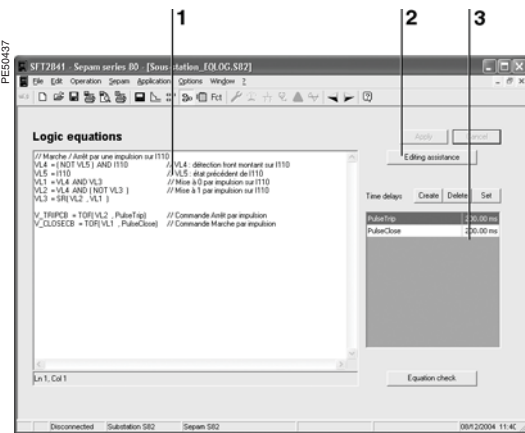 1
2
3
PE50437
SFT2841 - Sepam series 80 - [Sous-station_EQLOG.S82]
File Edit Operation Sepam Application Options Window ?
Fct
Logic equations
Apply
Cancel
Editing assistance
// Marche / Arrêt par une impulsion sur I110
VL4 = ( NOT VL5 ) AND I110 // VL4 : détection front montant sur I110
VL5 = I110 // VL5 : état précédent de I110
VL1 = VL4 AND VL3 // Mise à 0 par impulsion sur I110
VL2 = VL4 AND ( NOT VL3 ) // Mise à 1 par impulsion sur I110
VL3 = SR( VL2 , VL1 )
V_TRIPCB = TOF( VL2 , PulseTrip) // Commande Arrêt par impulsion
V_CLOSECB = TOF( VL1 , PulseClose) // Commande Marche par impulsion
Time delays Create Delete Set
PulseTrip 200.00 ms
PulseClose 200.00 ms
Ln 1, Col 1
Equation check
Disconnected Substation S82 Sepam S82 08/12/2004 11:4